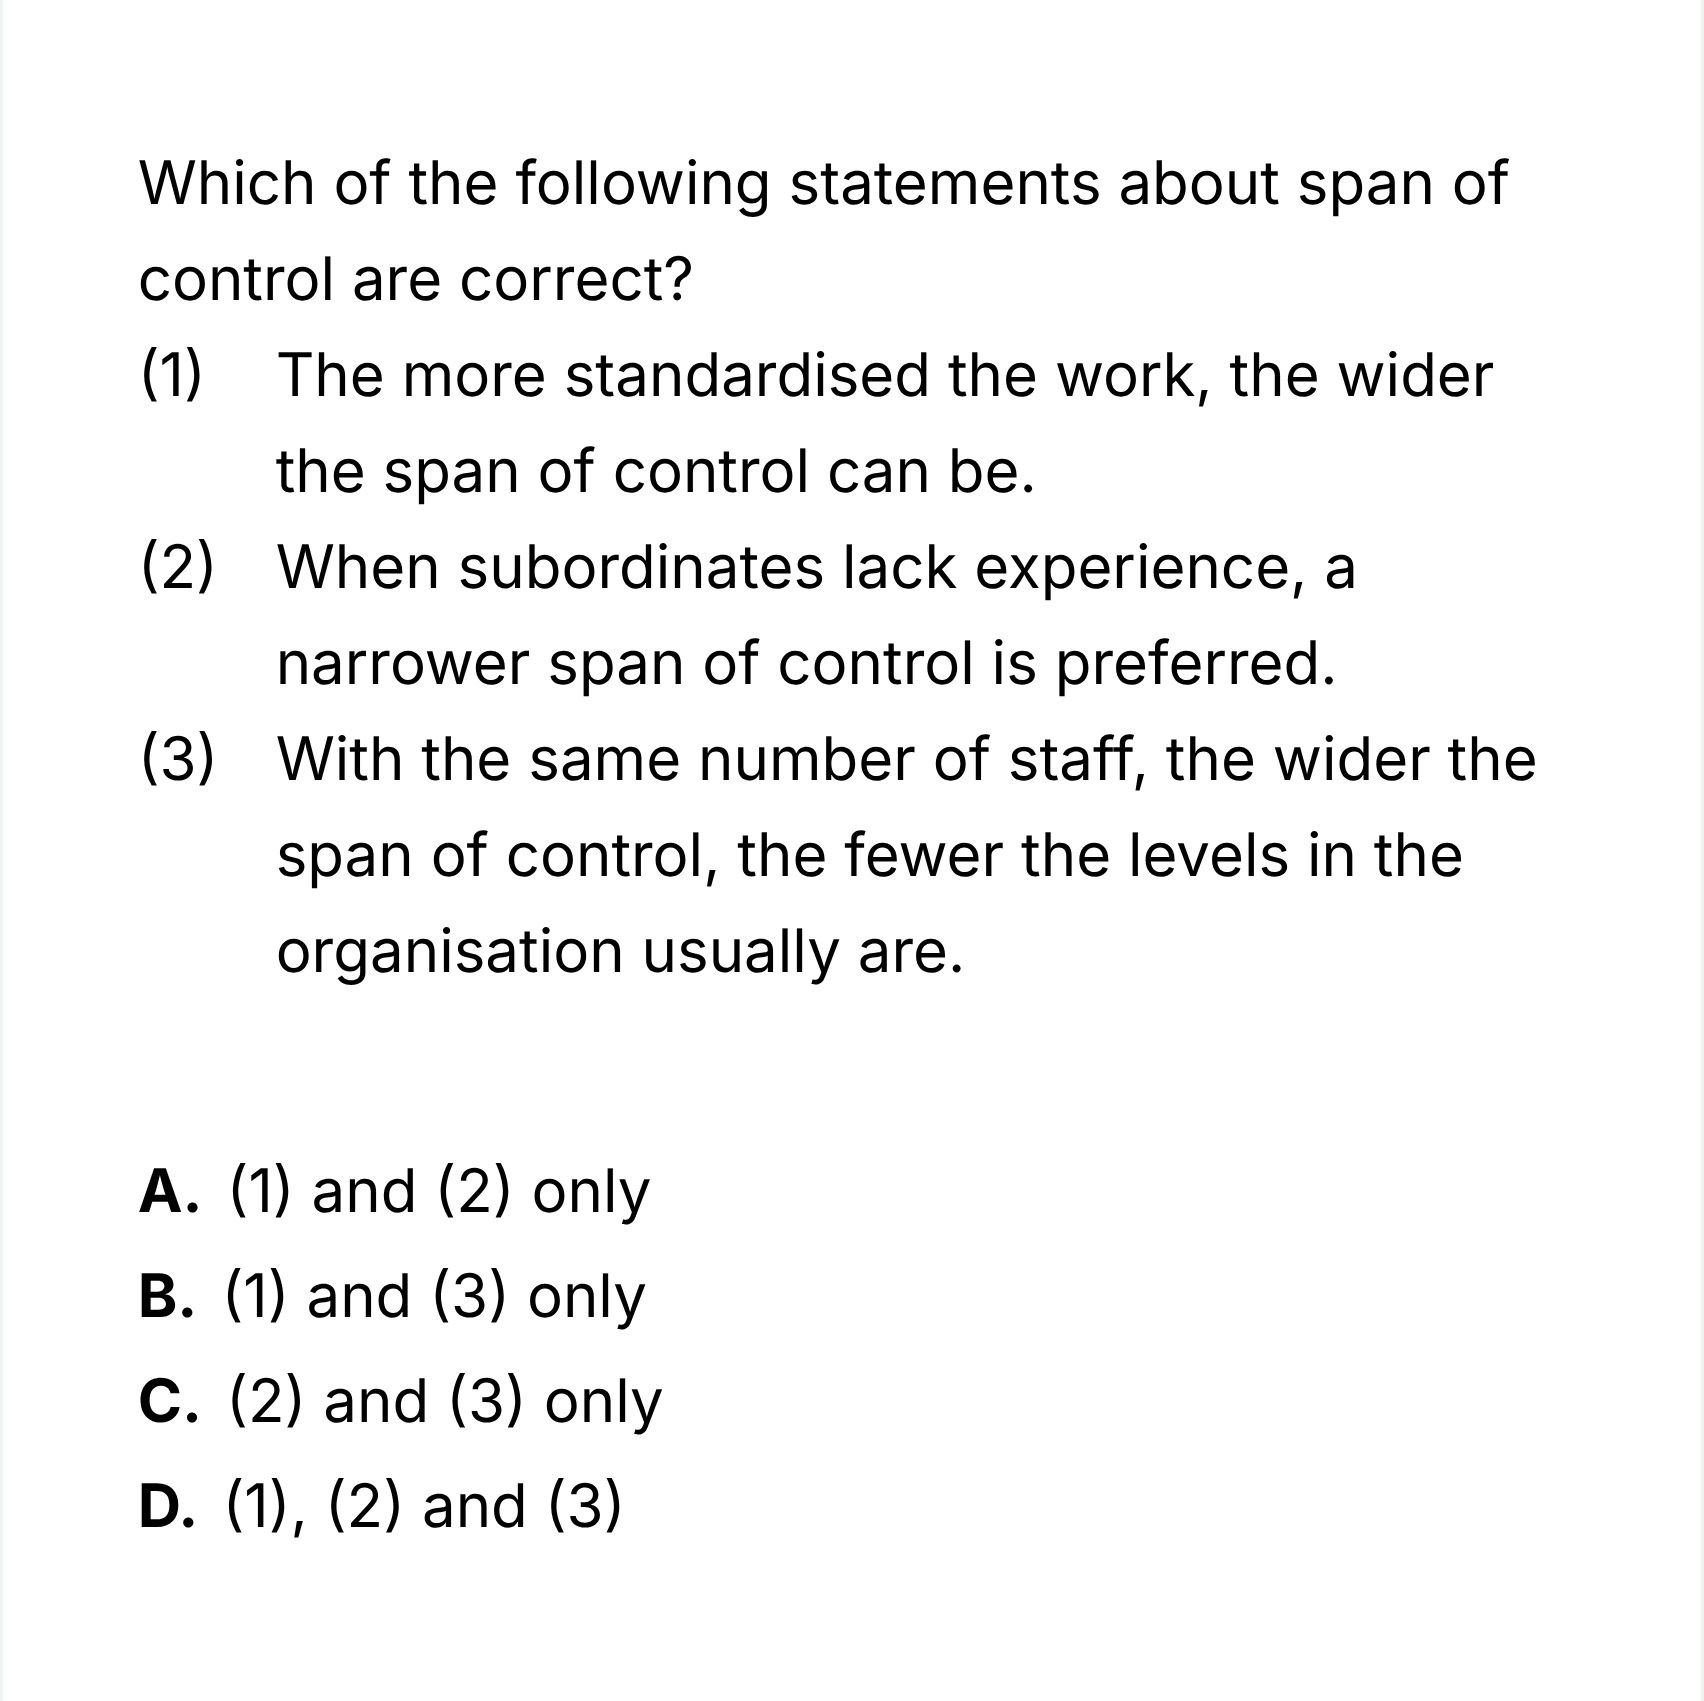 Which of the following statements about span of
control are correct?
(1) The more standardised the work, the wider
the span of control can be.
(2) When subordinates lack experience, a
narrower span of control is preferred.
(3) With the same number of staff, the wider the
span of control, the fewer the levels in the
organisation usually are.
A. (1) and (2) only
B. (1) and (3) only
C. (2) and (3) only
D. (1), (2) and (3)